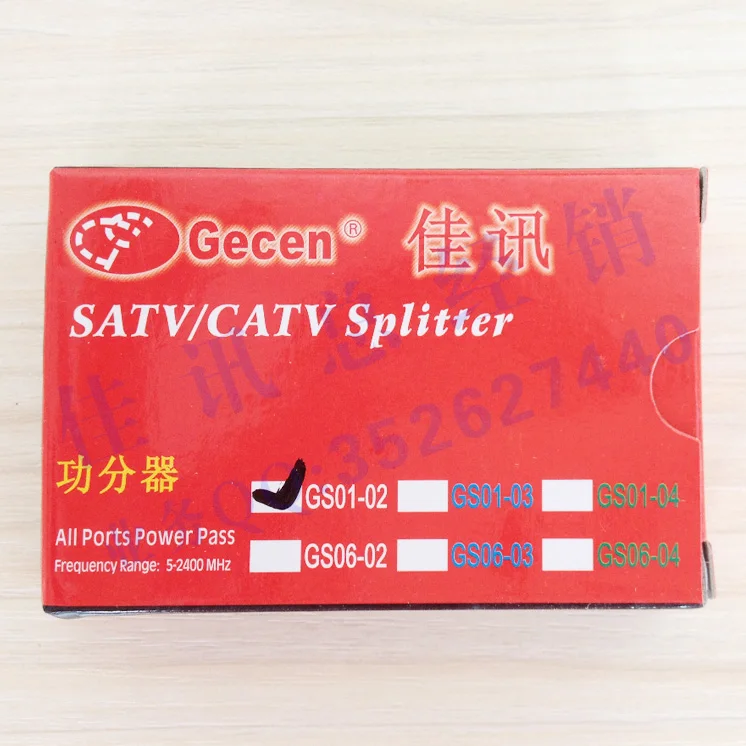 Gecen® 佳讯
SATV/CATV Splitter
佳讯总经销
功分器
GS01-02 GS01-03 GS01-04
All Ports Power Pass
GS06-02 GS06-03 GS06-04
Frequency Range: 5-2400 MHz
QQ:352627440